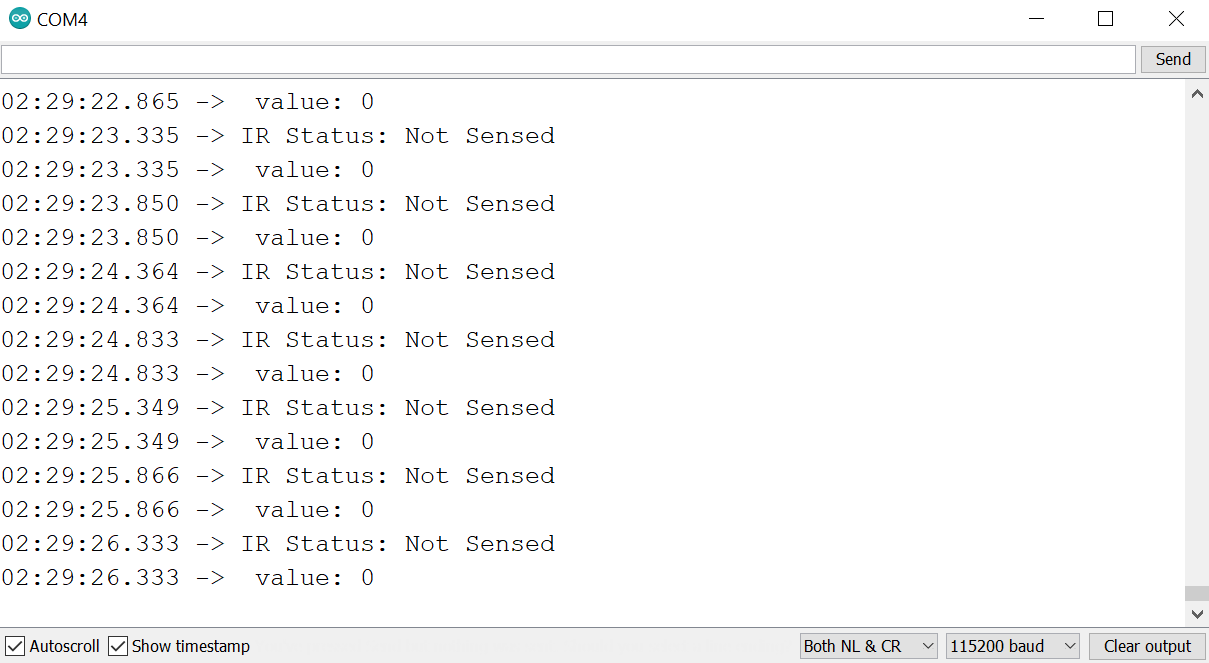 COM4
Send
02:29:22.865 ->  value: 0
02:29:23.335 -> IR Status: Not Sensed
02:29:23.335 ->  value: 0
02:29:23.850 -> IR Status: Not Sensed
02:29:23.850 ->  value: 0
02:29:24.364 -> IR Status: Not Sensed
02:29:24.364 ->  value: 0
02:29:24.833 -> IR Status: Not Sensed
02:29:24.833 ->  value: 0
02:29:25.349 -> IR Status: Not Sensed
02:29:25.349 ->  value: 0
02:29:25.866 -> IR Status: Not Sensed
02:29:25.866 ->  value: 0
02:29:26.333 -> IR Status: Not Sensed
02:29:26.333 ->  value: 0
Autoscroll Show timestamp Both NL & CR 115200 baud Clear output